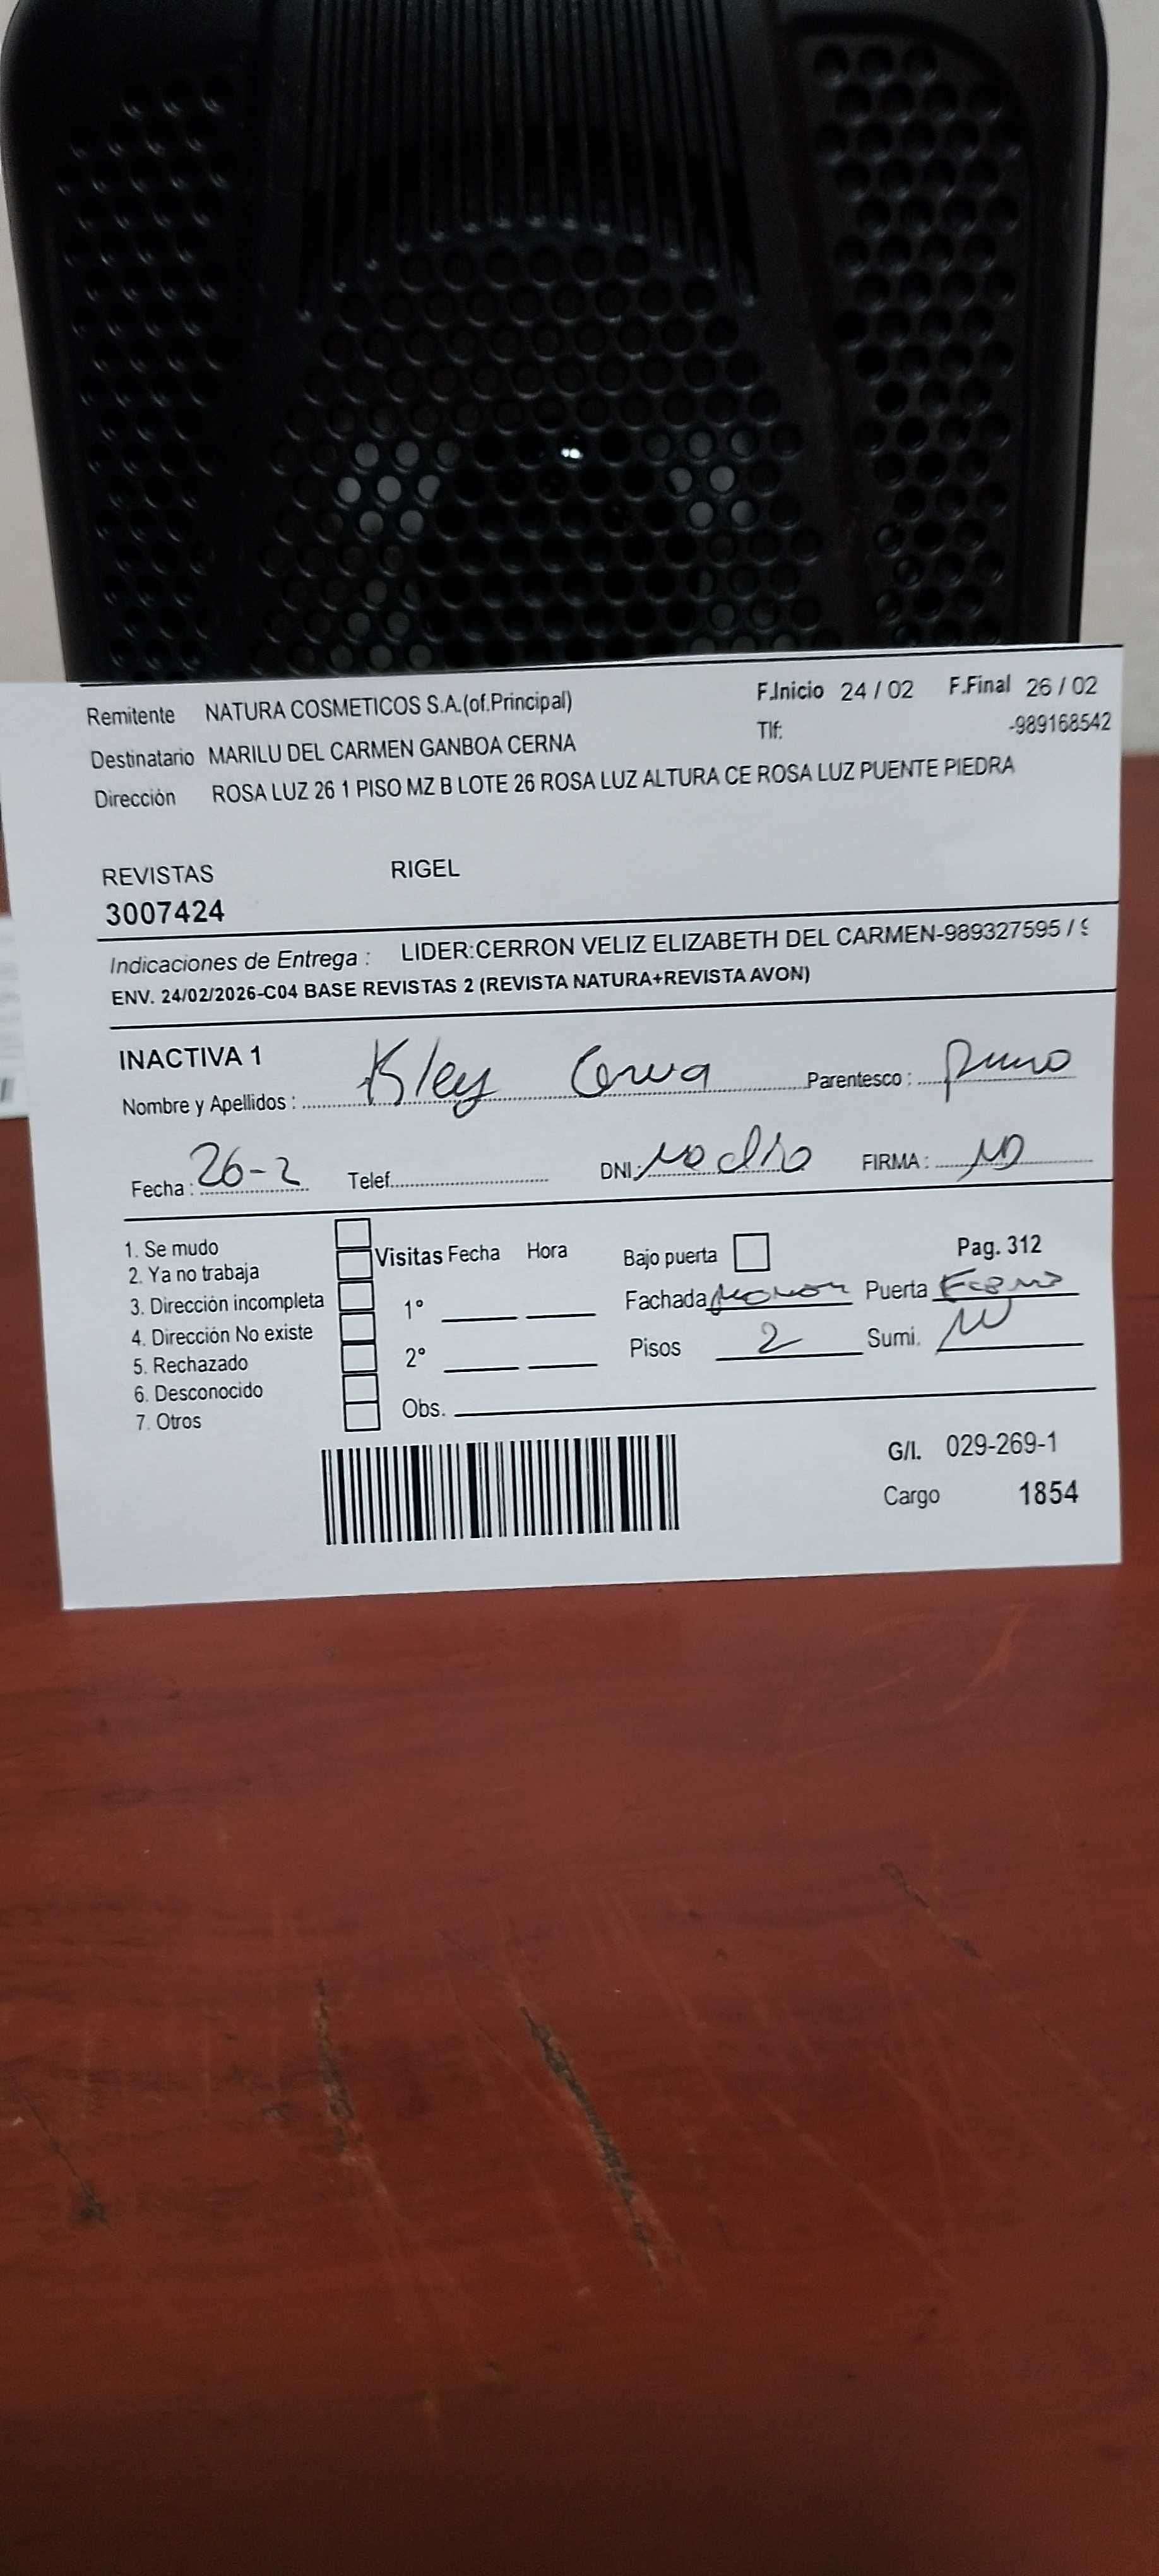 Remitente NATURA COSMETICOS S.A.(of.Principal) F.Inicio 24 / 02 F.Final 26 / 02
Destinatario MARILU DEL CARMEN GANBOA CERNA Tlf: -989168542
Dirección ROSA LUZ 26 1 PISO MZ B LOTE 26 ROSA LUZ ALTURA CE ROSA LUZ PUENTE PIEDRA
REVISTAS RIGEL
3007424
Indicaciones de Entrega : LIDER:CERRON VELIZ ELIZABETH DEL CARMEN-989327595 /
ENV. 24/02/2026-C04 BASE REVISTAS 2 (REVISTA NATURA+REVISTA AVON)
INACTIVA 1
Nombre y Apellidos : Kley Cerna Parentesco :
Fecha : 26-2 Telef. DNI: No dio FIRMA :
1. Se mudo
2. Ya no trabaja Visitas Fecha Hora Bajo puerta Pag. 312
3. Dirección incompleta 1° Fachada Puerta
4. Dirección No existe
5. Rechazado 2° Pisos 2 Sumi.
6. Desconocido
7. Otros Obs.
G/I. 029-269-1
Cargo 1854